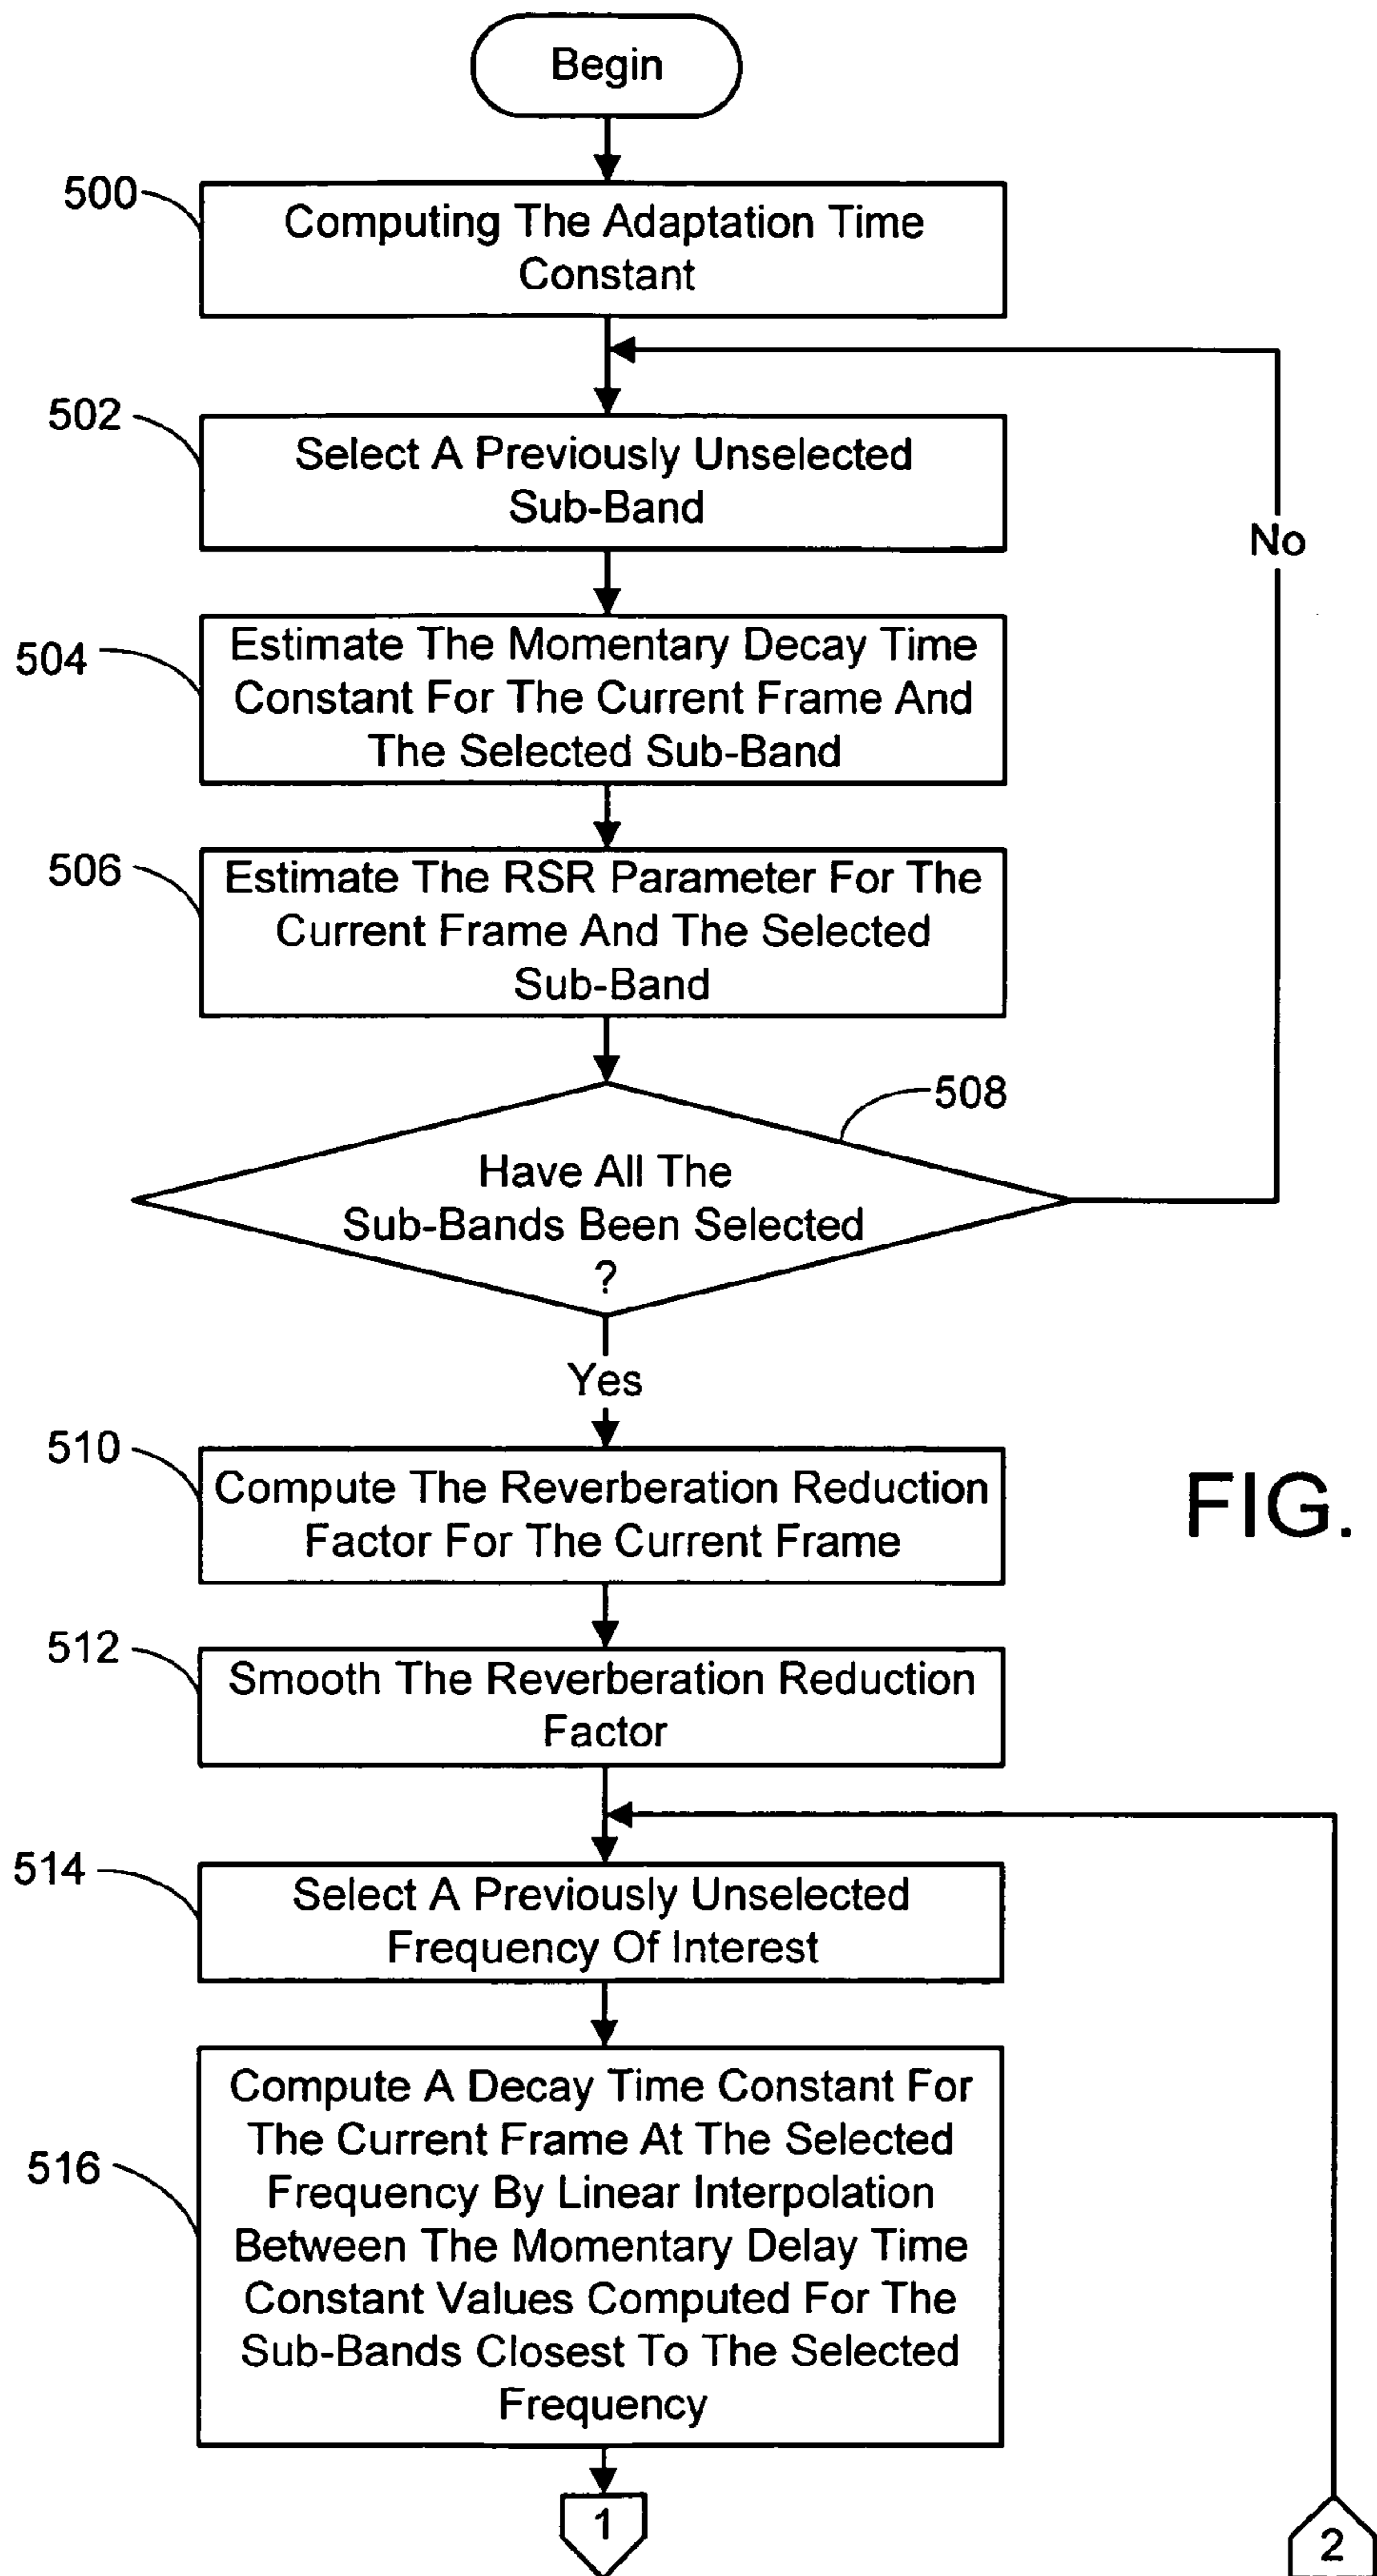 Begin
500
Computing The Adaptation Time
Constant
502
Select A Previously Unselected
Sub-Band
No
504
Estimate The Momentary Decay Time
Constant For The Current Frame And
The Selected Sub-Band
506
Estimate The RSR Parameter For The
Current Frame And The Selected
Sub-Band
508
Have All The
Sub-Bands Been Selected
?
Yes
510
Compute The Reverberation Reduction
Factor For The Current Frame
FIG.
512
Smooth The Reverberation Reduction
Factor
514
Select A Previously Unselected
Frequency Of Interest
516
Compute A Decay Time Constant For
The Current Frame At The Selected
Frequency By Linear Interpolation
Between The Momentary Delay Time
Constant Values Computed For The
Sub-Bands Closest To The Selected
Frequency
1
2